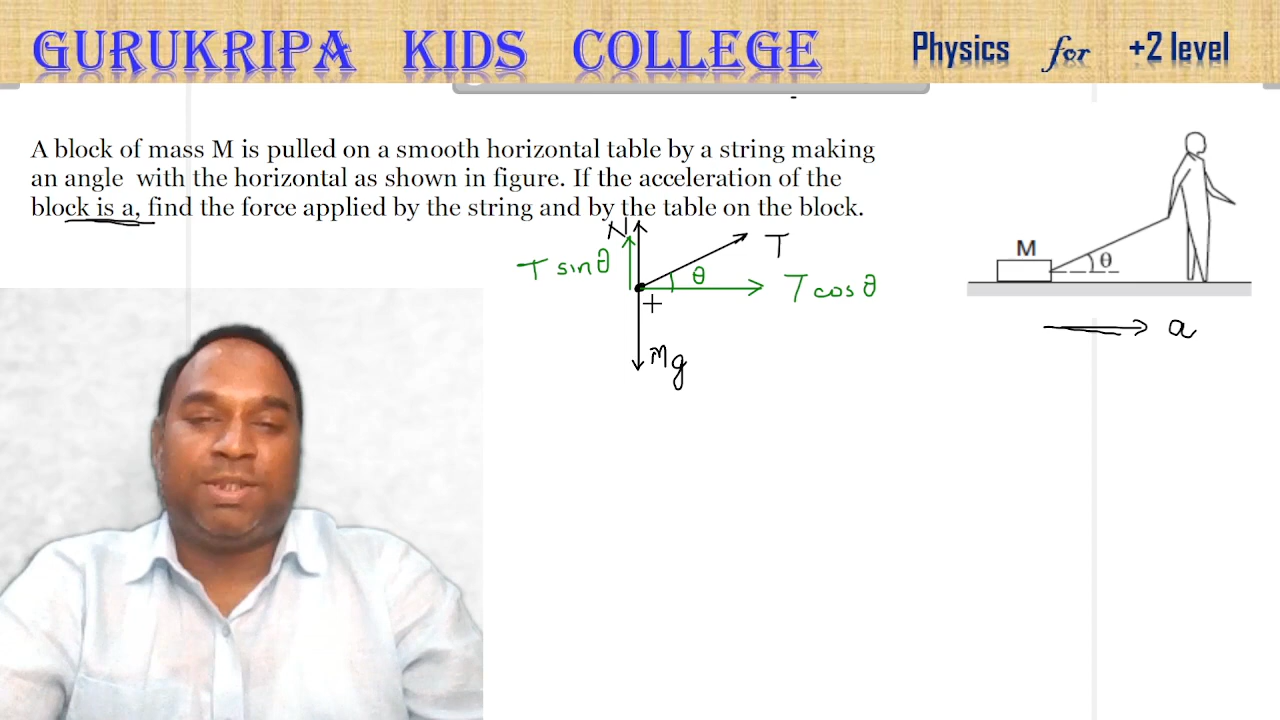 GURUKRIPA KIDS COLLEGE Physics for +2 level
A block of mass M is pulled on a smooth horizontal table by a string making
an angle with the horizontal as shown in figure. If the acceleration of the
block is a, find the force applied by the string and by the table on the block.
N
T
T sinθ
θ
T cosθ
+
Mg
M
θ
a